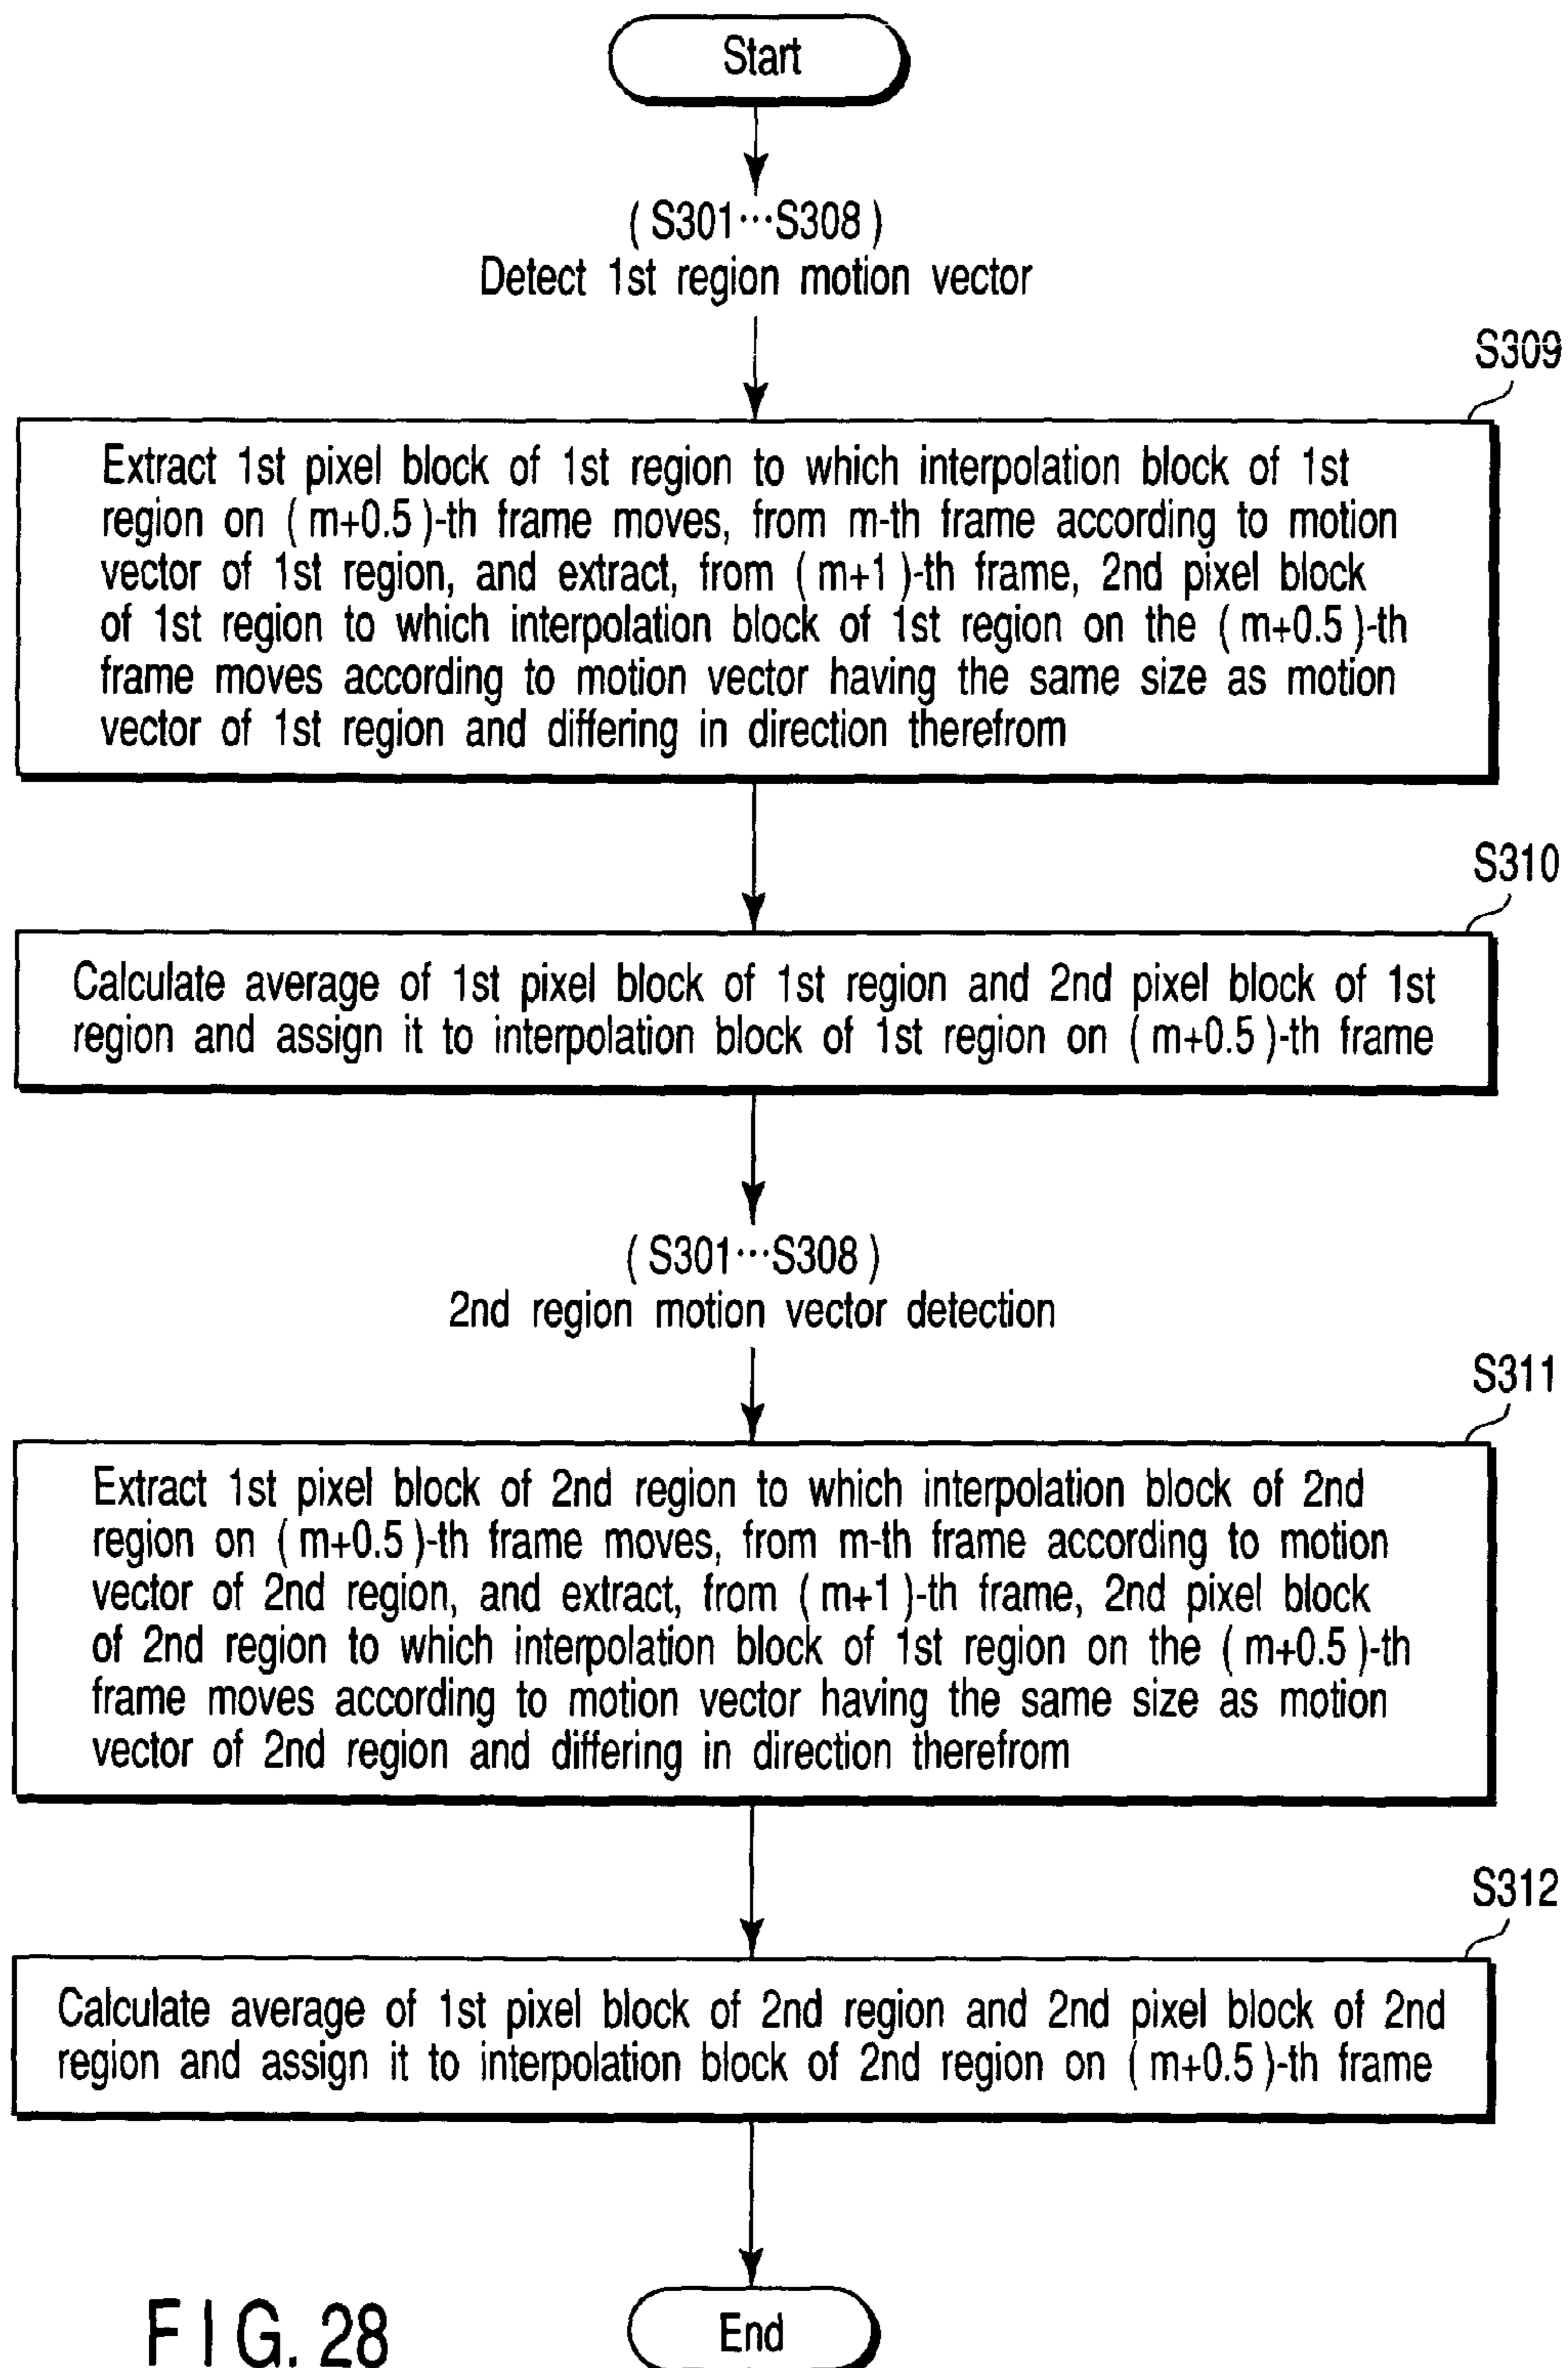 Start
( S301⋯S308 )
Detect 1st region motion vector
S309
Extract 1st pixel block of 1st region to which interpolation block of 1st
region on ( m+0.5 )-th frame moves, from m-th frame according to motion
vector of 1st region, and extract, from ( m+1 )-th frame, 2nd pixel block
of 1st region to which interpolation block of 1st region on the ( m+0.5 )-th
frame moves according to motion vector having the same size as motion
vector of 1st region and differing in direction therefrom
S310
Calculate average of 1st pixel block of 1st region and 2nd pixel block of 1st
region and assign it to interpolation block of 1st region on ( m+0.5 )-th frame
( S301⋯S308 )
2nd region motion vector detection
S311
Extract 1st pixel block of 2nd region to which interpolation block of 2nd
region on ( m+0.5 )-th frame moves, from m-th frame according to motion
vector of 2nd region, and extract, from ( m+1 )-th frame, 2nd pixel block
of 2nd region to which interpolation block of 1st region on the ( m+0.5 )-th
frame moves according to motion vector having the same size as motion
vector of 2nd region and differing in direction therefrom
S312
Calculate average of 1st pixel block of 2nd region and 2nd pixel block of 2nd
region and assign it to interpolation block of 2nd region on ( m+0.5 )-th frame
End
FIG. 28